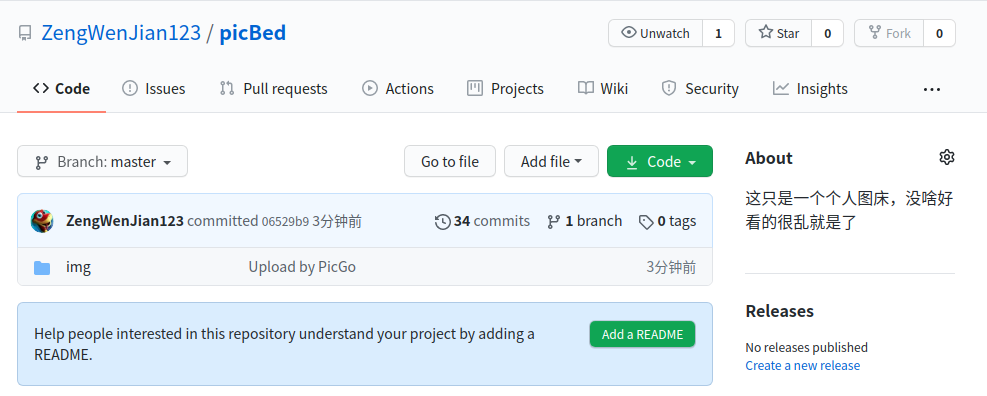 ZengWenJian123 / picBed
Unwatch 1 Star 0 Fork 0
Code Issues Pull requests Actions Projects Wiki Security Insights ...
Branch: master Go to file Add file Code
ZengWenJian123 committed 06529b9 3分钟前 34 commits 1 branch 0 tags
img Upload by PicGo 3分钟前
Help people interested in this repository understand your project by adding a
README.
Add a README
About
这只是一个个人图床，没啥好
看的很乱就是了
Releases
No releases published
Create a new release